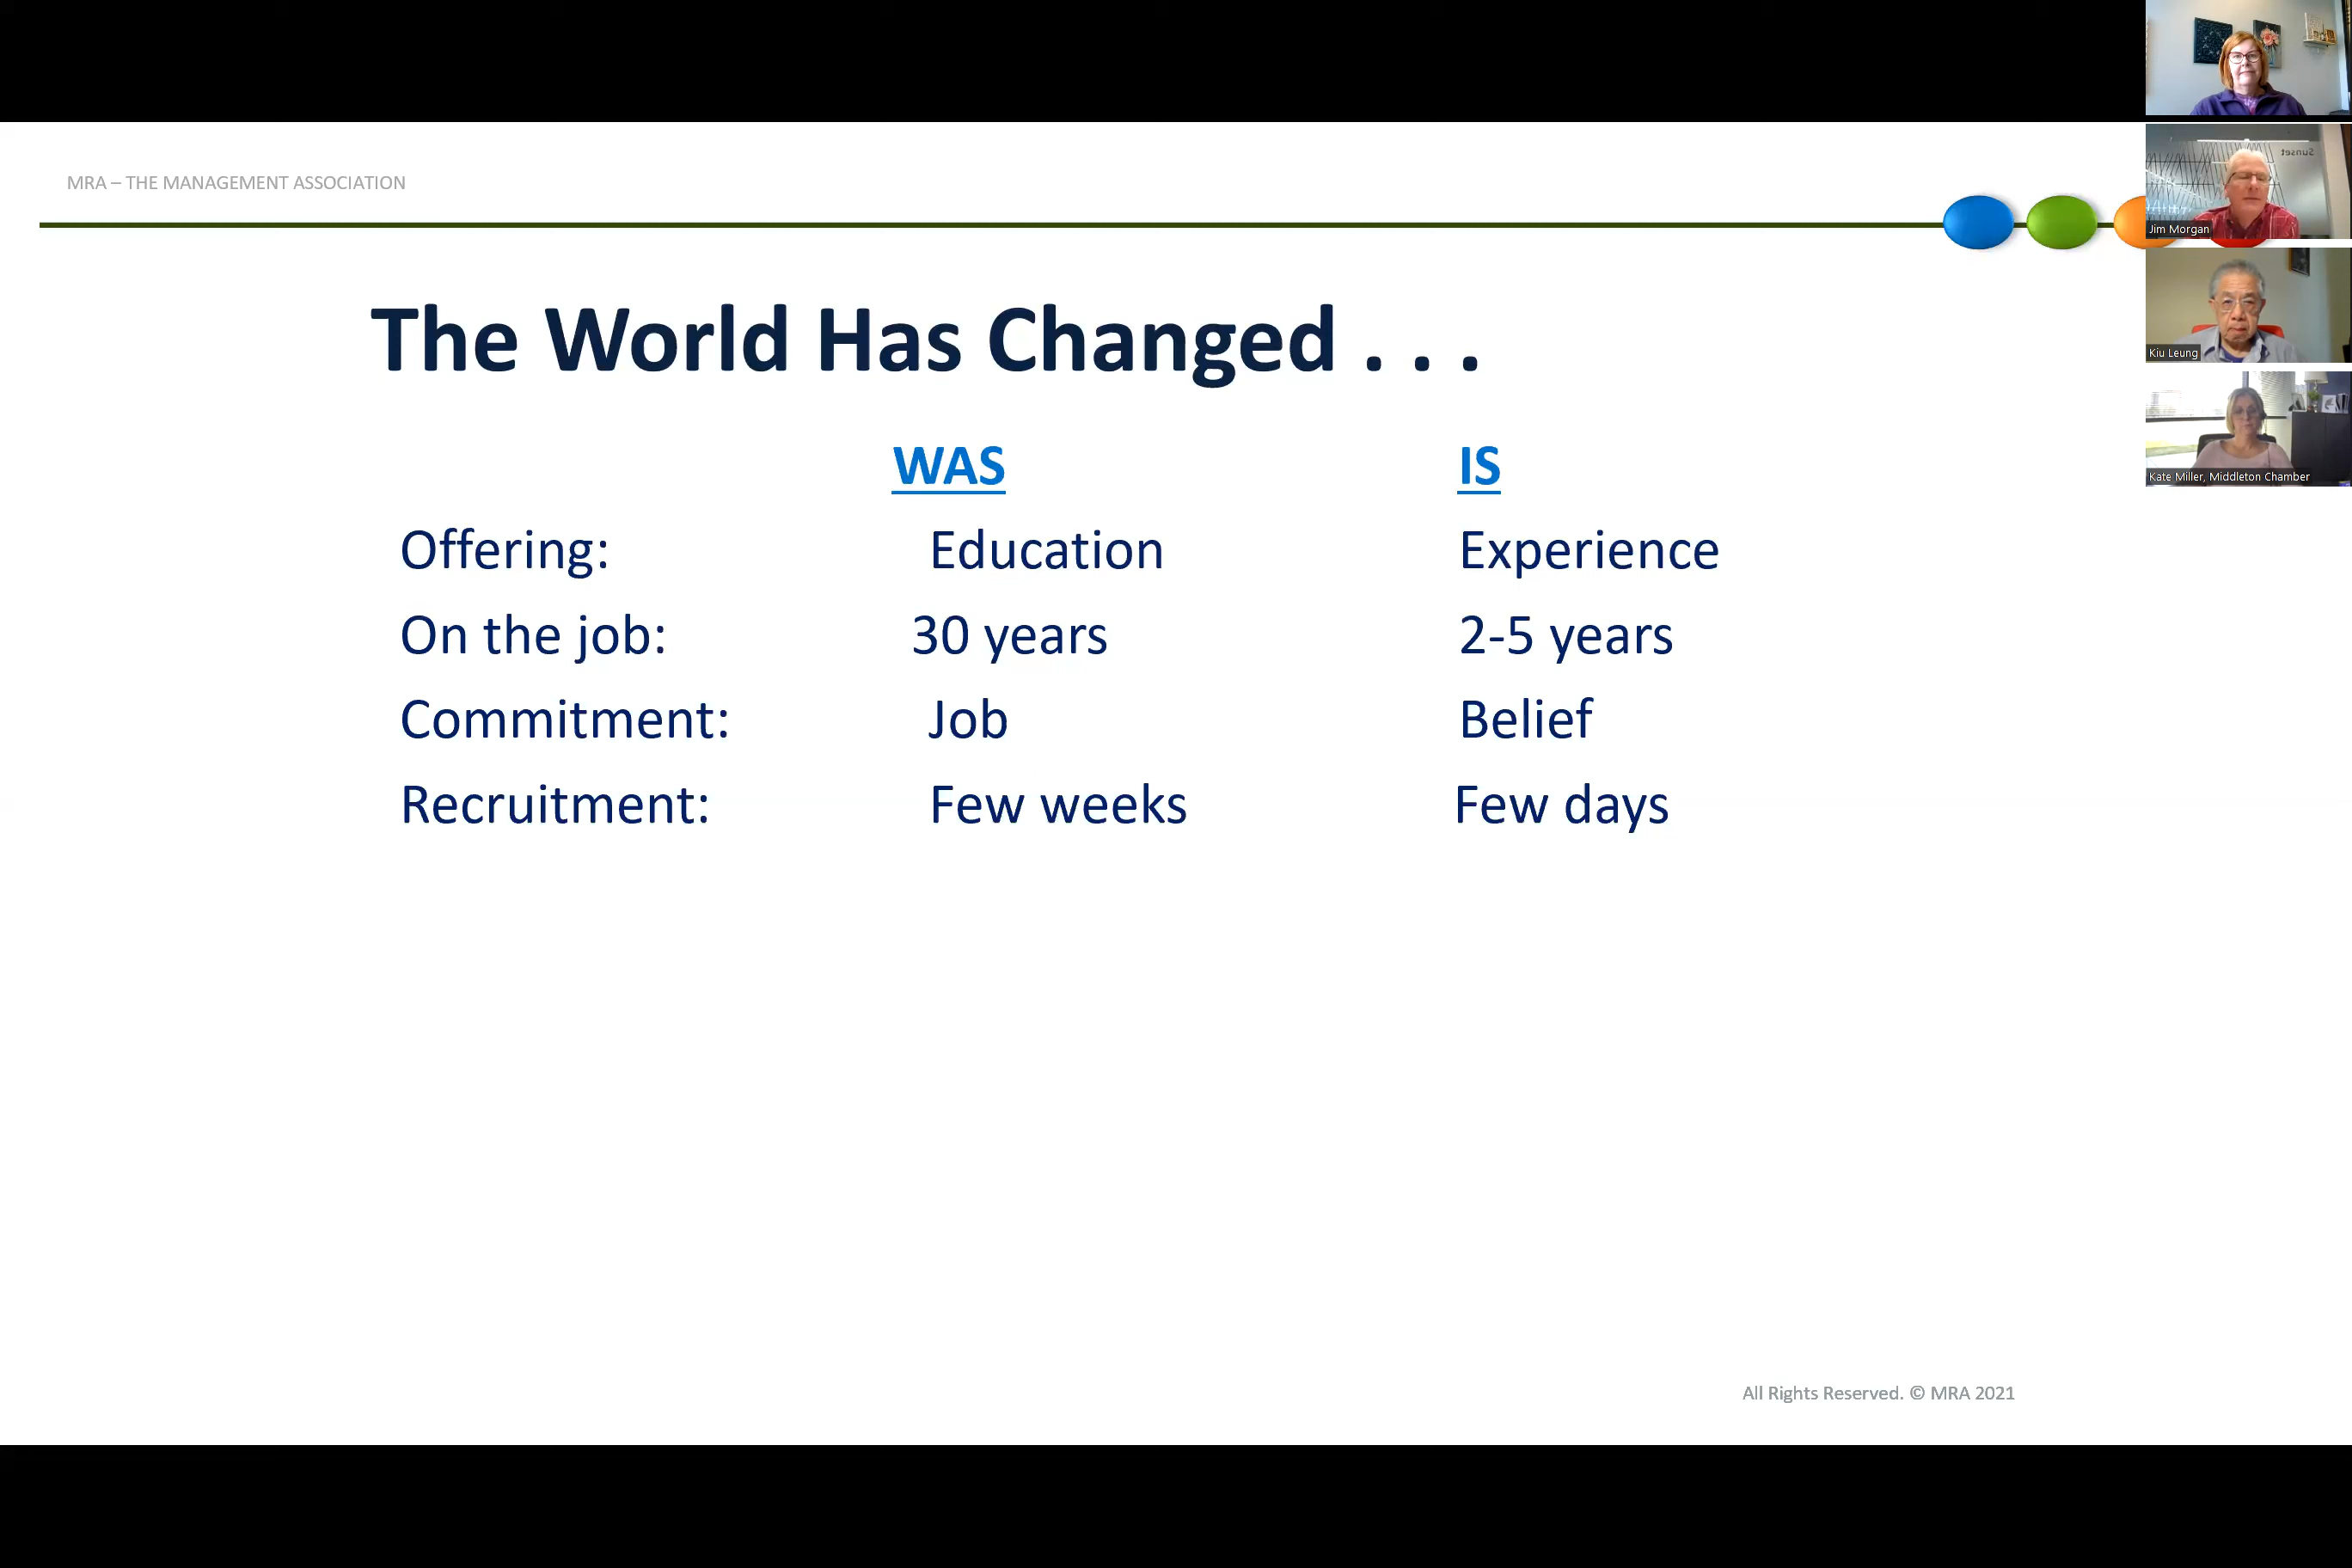 MRA – THE MANAGEMENT ASSOCIATION
The World Has Changed . . .
WAS IS
Offering: Education Experience
On the job: 30 years 2-5 years
Commitment: Job Belief
Recruitment: Few weeks Few days
All Rights Reserved. © MRA 2021
Sunset
Jim Morgan
Kiu Leung
Kate Miller, Middleton Chamber